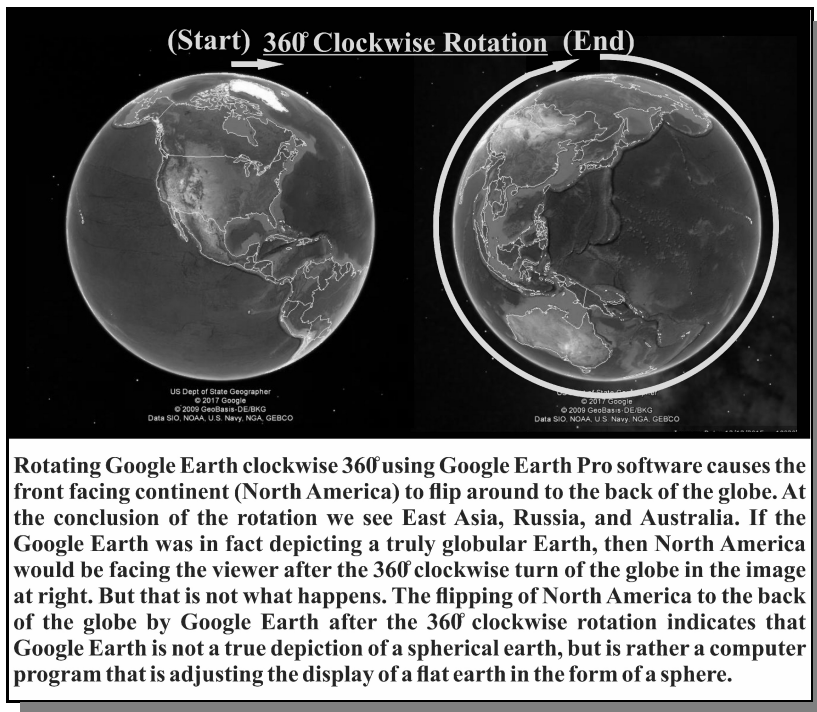 (Start) 360° Clockwise Rotation (End)
US Dept of State Geographer
© 2017 Google
© 2009 GeoBasis-DE/BKG
Data SIO, NOAA, U.S. Navy, NGA, GEBCO
US Dept of State Geographer
© 2017 Google
© 2009 GeoBasis-DE/BKG
Data SIO, NOAA, U.S. Navy, NGA, GEBCO
Rotating Google Earth clockwise 360° using Google Earth Pro software causes the
front facing continent (North America) to flip around to the back of the globe. At
the conclusion of the rotation we see East Asia, Russia, and Australia. If the
Google Earth was in fact depicting a truly globular Earth, then North America
would be facing the viewer after the 360° clockwise turn of the globe in the image
at right. But that is not what happens. The flipping of North America to the back
of the globe by Google Earth after the 360° clockwise rotation indicates that
Google Earth is not a true depiction of a spherical earth, but is rather a computer
program that is adjusting the display of a flat earth in the form of a sphere.